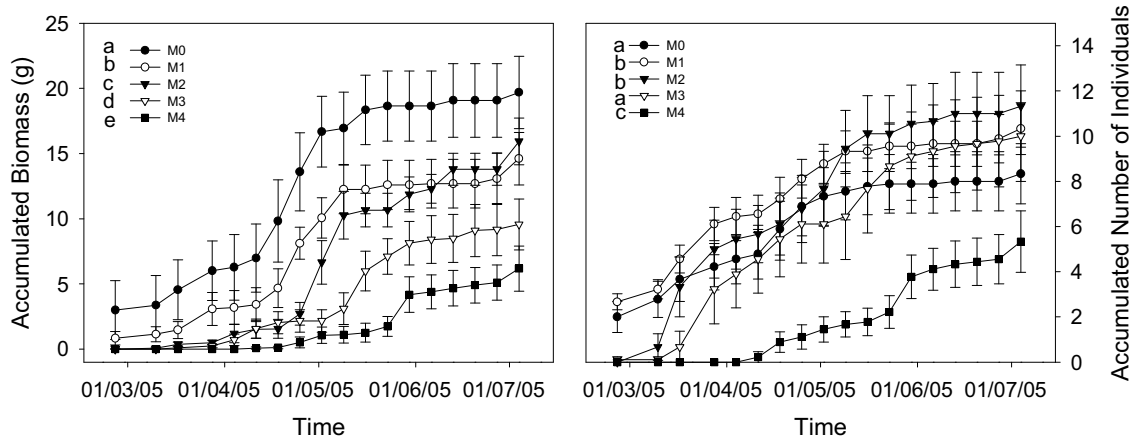 Accumulated Biomass (g)
25
20
15
10
5
0
a M0
b M1
c M2
d M3
e M4
01/03/05 01/04/05 01/05/05 01/06/05 01/07/05
Time
a M0
b M1
b M2
a M3
c M4
01/03/05 01/04/05 01/05/05 01/06/05 01/07/05
Time
14
12
10
8
6
4
2
0
Accumulated Number of Individuals